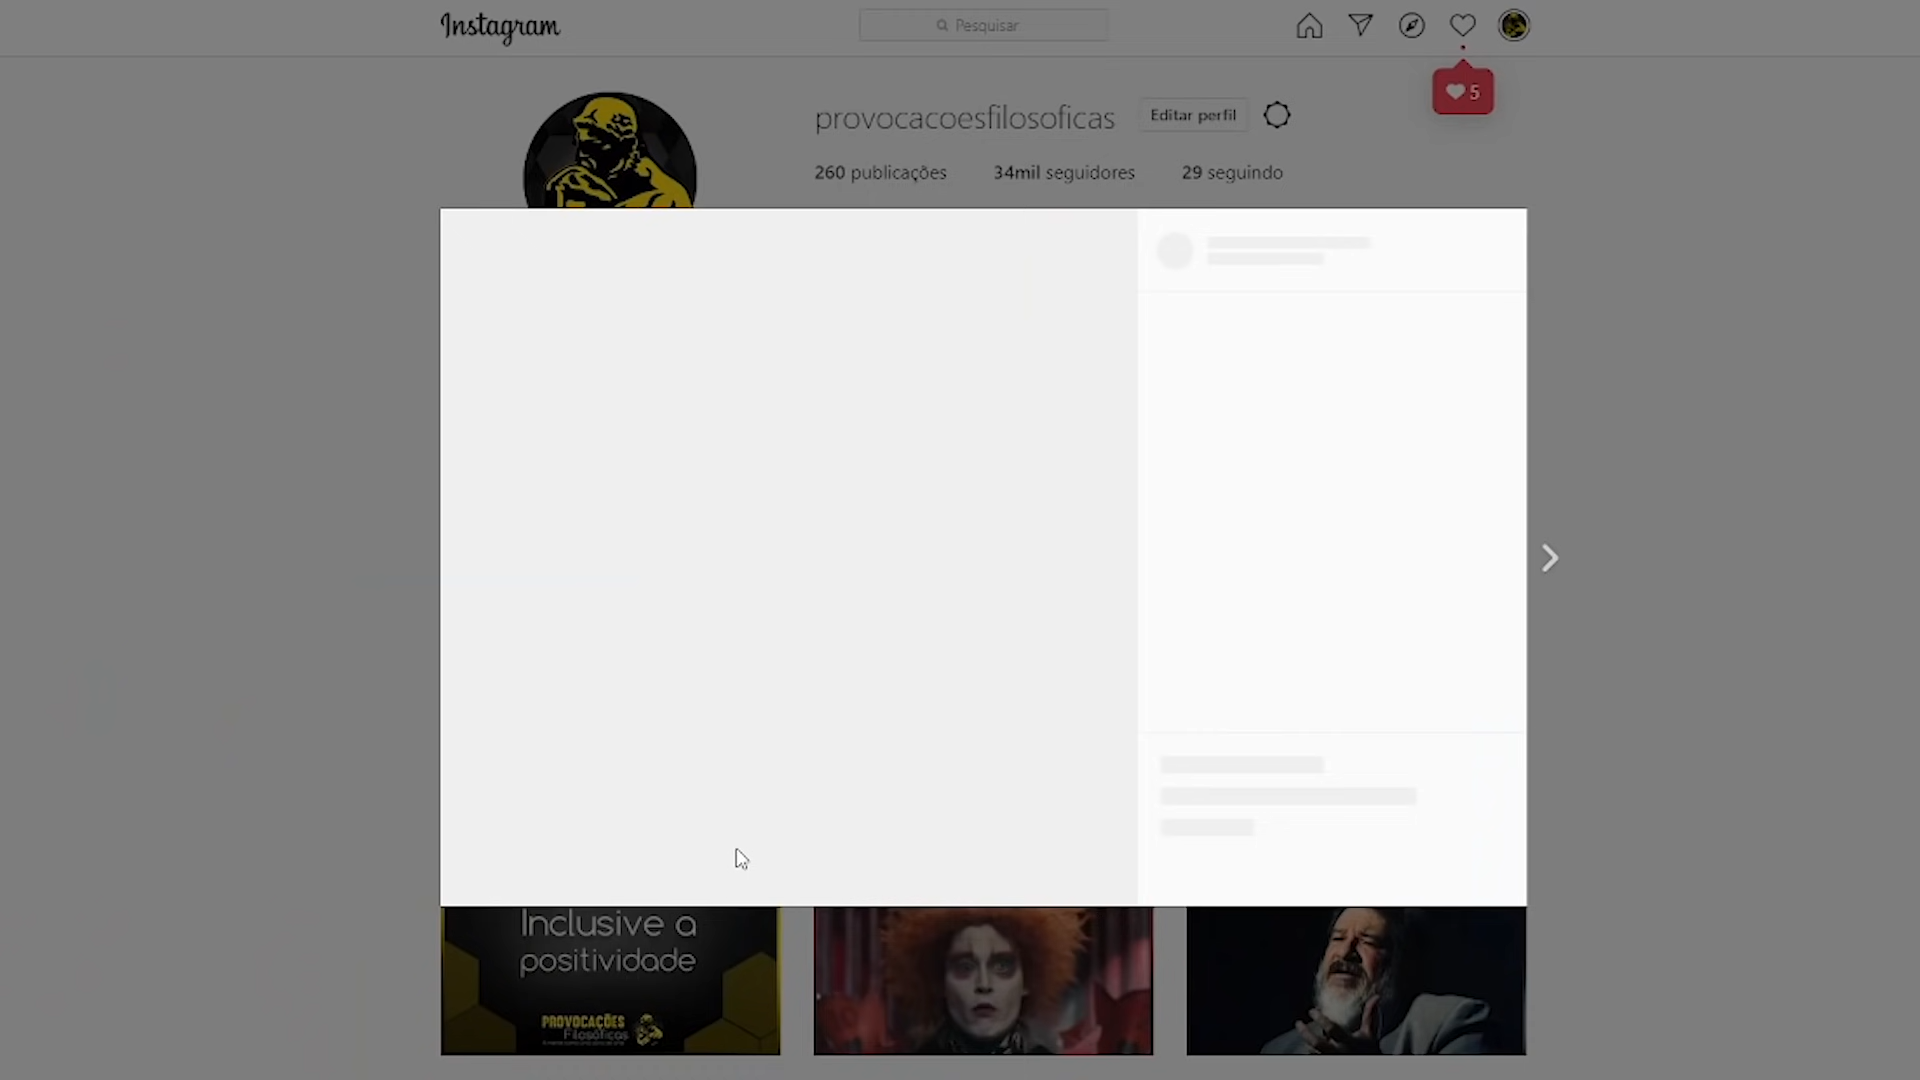 Instagram
Pesquisar
5
provocacoesfilosoficas
Editar perfil
260 publicações
34mil seguidores
29 seguindo
Inclusive a
positividade
PROVOCAÇÕES
Filosóficas